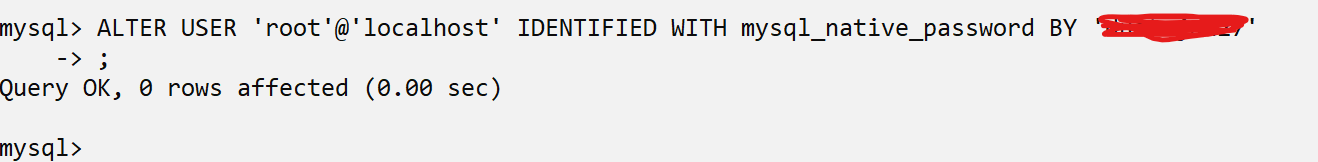 mysql> ALTER USER 'root'@'localhost' IDENTIFIED WITH mysql_native_password BY ' '
-> ;
Query OK, 0 rows affected (0.00 sec)
mysql>